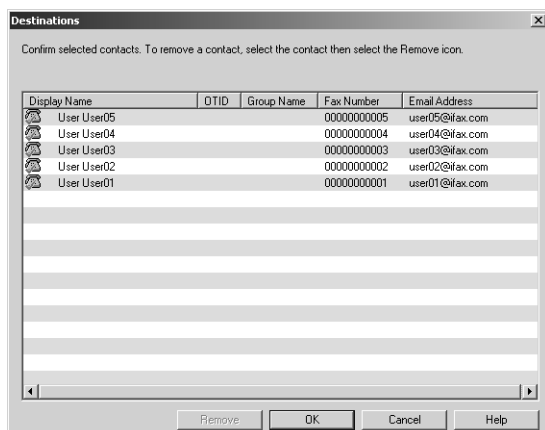 Destinations
Confirm selected contacts. To remove a contact, select the contact then select the Remove icon.
Display Name OTID Group Name Fax Number Email Address
User User05 00000000005 user05@ifax.com
User User04 00000000004 user04@ifax.com
User User03 00000000003 user03@ifax.com
User User02 00000000002 user02@ifax.com
User User01 00000000001 user01@ifax.com
Remove OK Cancel Help